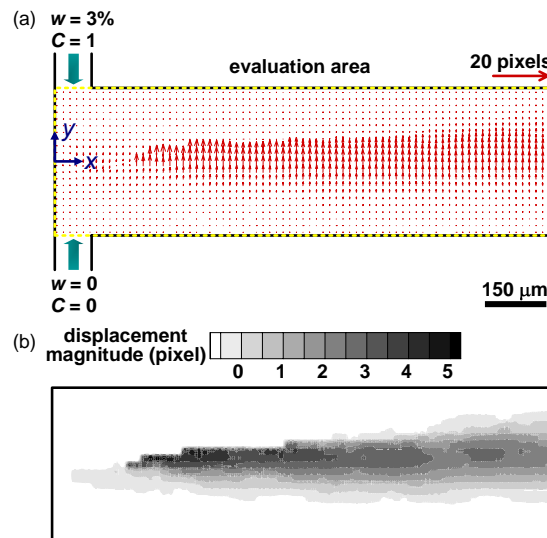 (a)
w = 3%
C = 1
evaluation area
20 pixels
y
x
w = 0
C = 0
150 μm
(b)
displacement
magnitude (pixel)
0 1 2 3 4 5